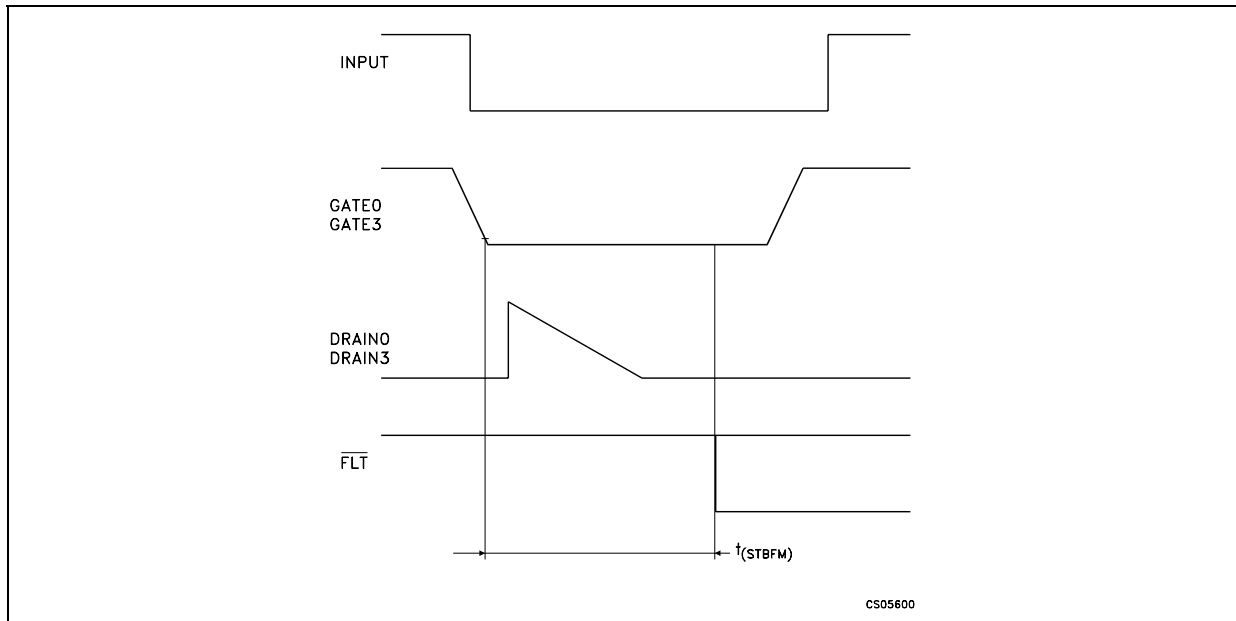 INPUT
GATE0
GATE3
DRAIN0
DRAIN3
FLT
t(STBFM)
CS05600